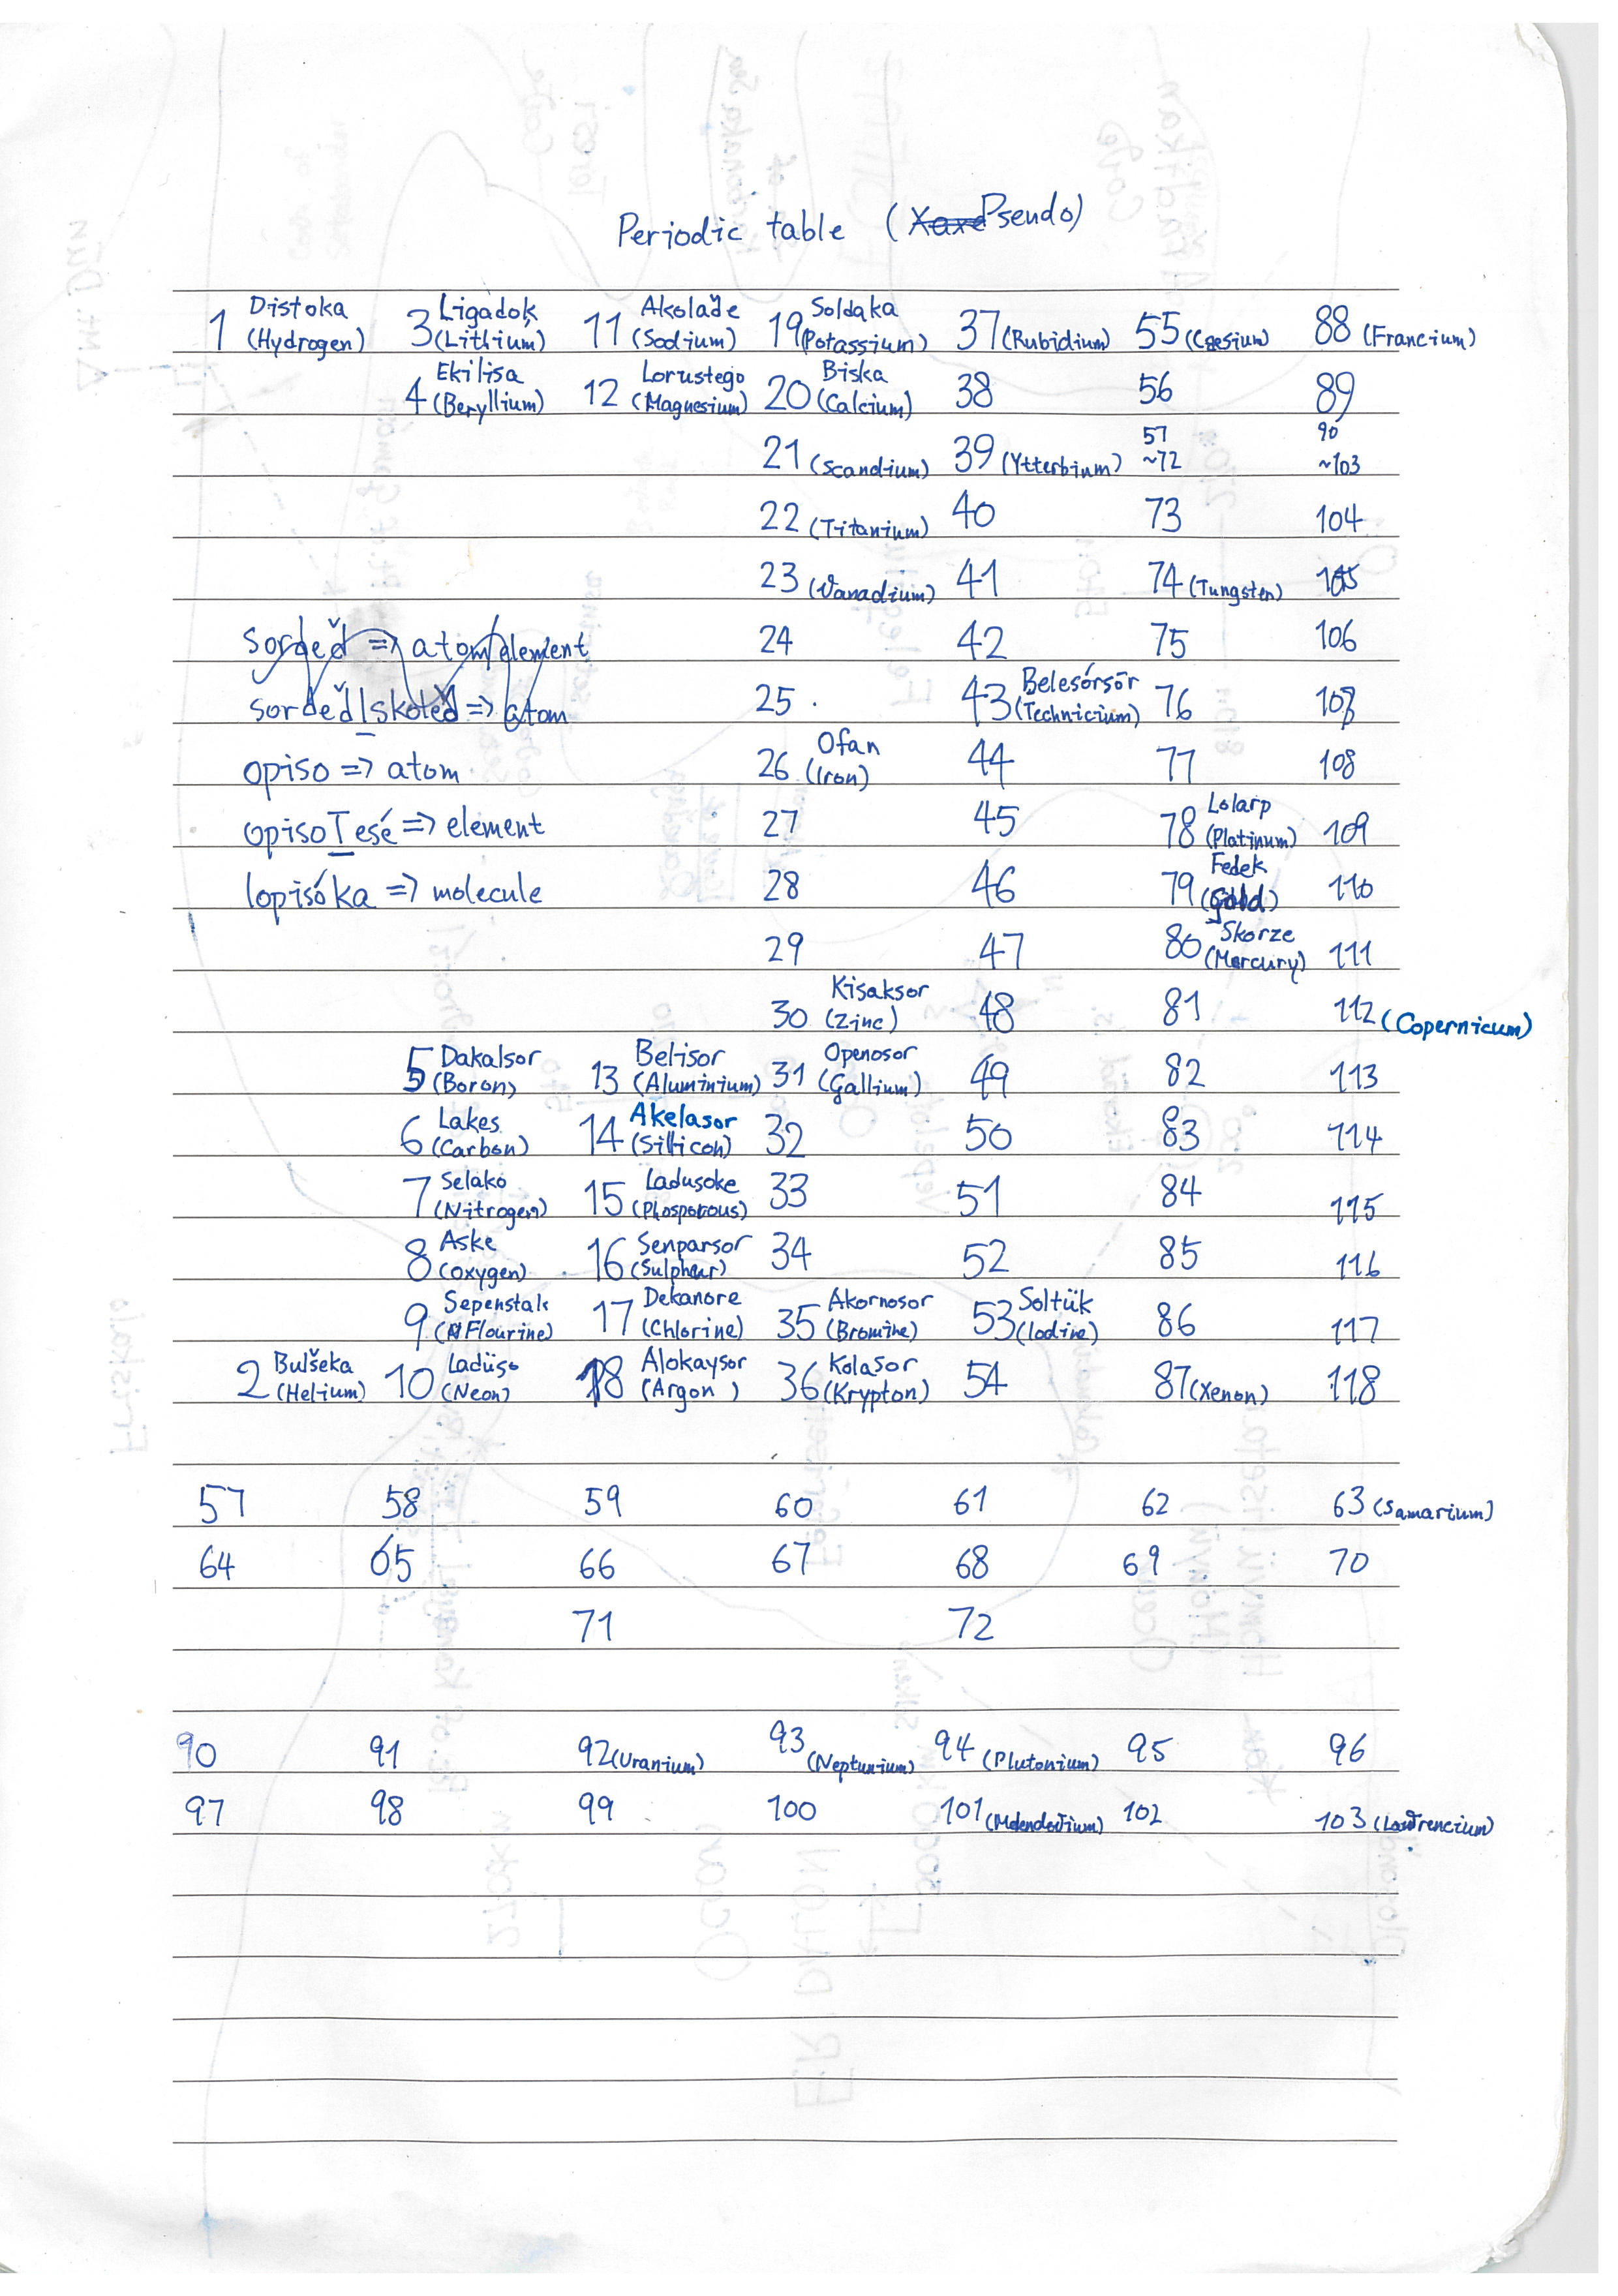 Periodic table (Xaxe Psendo)
1 Distoka (Hydrogen) 3 Ligadok (Lithium) 11 Akolaže (Sodium) 19 Soldaka (Potassium) 37 (Rubidium) 55 (Caesium) 88 (Francium)
4 Ekilisa (Beryllium) 12 Lorustego (Magnesium) 20 Biska (Calcium) 38 56 89
21 (Scandium) 39 (Ytterbium) 57 ~72 90 ~103
22 (Titanium) 40 73 104
23 (Vanadium) 41 74 (Tungsten) 105
sordeď => atom/element 24 42 75 106
sordeď skoteď => atom 25 43 Belesórsör (Technicium) 76 107
opiso => atom 26 Ofan (Iron) 44 77 108
opisoTesé => element 27 45 78 Lolarp (Platinum) 109
lopisóka => molecule 28 46 79 Fedek (Gold) 110
29 47 80 Skorze (Mercury) 111
30 Kisaksor (Zinc) 48 81 112 (Copernicum)
5 Dakalsor (Boron) 13 Belisor (Aluminium) 31 Openosor (Gallium) 49 82 113
6 Lakes (Carbon) 14 Akelasor (Sillicon) 32 50 83 114
7 Selako (Nitrogen) 15 Ladusoke (Phosporous) 33 51 84 115
8 Aske (Oxygen) 16 Senparsor (Sulphur) 34 52 85 116
9 Sepenstak (Flourine) 17 Dekanore (Chlorine) 35 Akornosor (Bromine) 53 Soltük (Iodine) 86 117
2 Bulšeka (Helium) 10 Ladüso (Neon) 18 Alokaysor (Argon) 36 Kolasor (Krypton) 54 87 (Xenon) 118
57 58 59 60 61 62 63 (Samarium)
64 65 66 67 68 69 70
71 72
90 91 92 (Uranium) 93 (Neptunium) 94 (Plutonium) 95 96
97 98 99 100 101 (Mdendevium) 102 103 (Lawrencium)